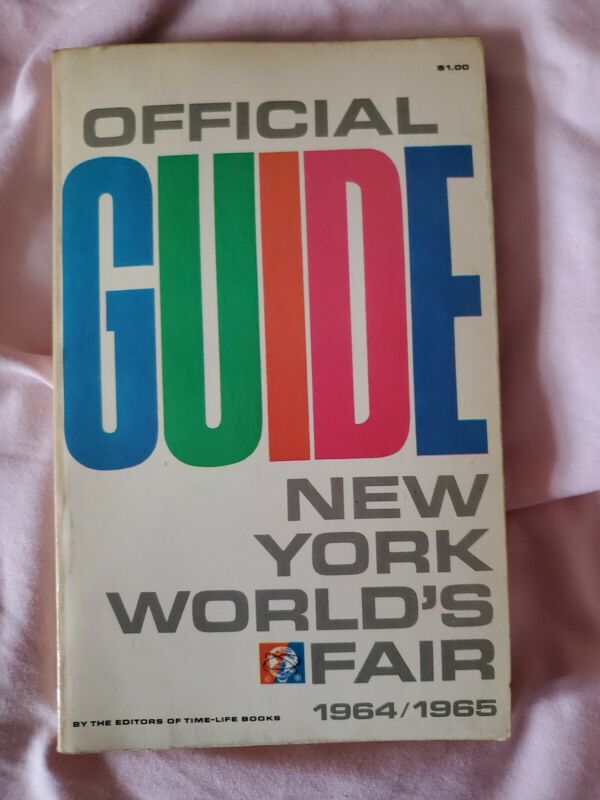 $1.00
OFFICIAL
GUIDE
NEW
YORK
WORLD'S
FAIR
1964/1965
BY THE EDITORS OF TIME-LIFE BOOKS